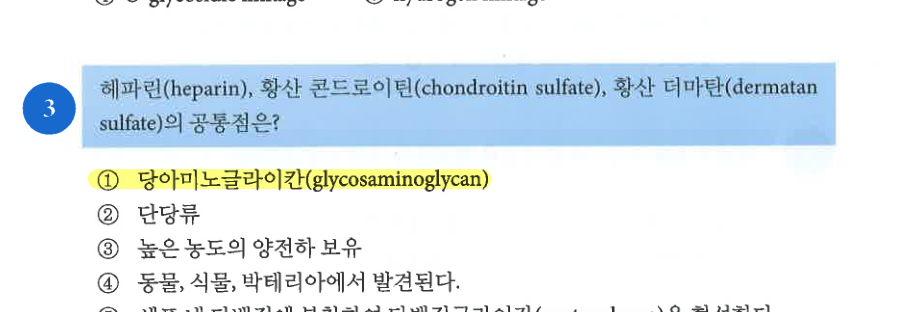 3
헤파린(heparin), 황산 콘드로이틴(chondroitin sulfate), 황산 더마탄(dermatan
sulfate)의 공통점은?
① 당아미노글라이칸(glycosaminoglycan)
② 단당류
③ 높은 농도의 양전하 보유
④ 동물, 식물, 박테리아에서 발견된다.